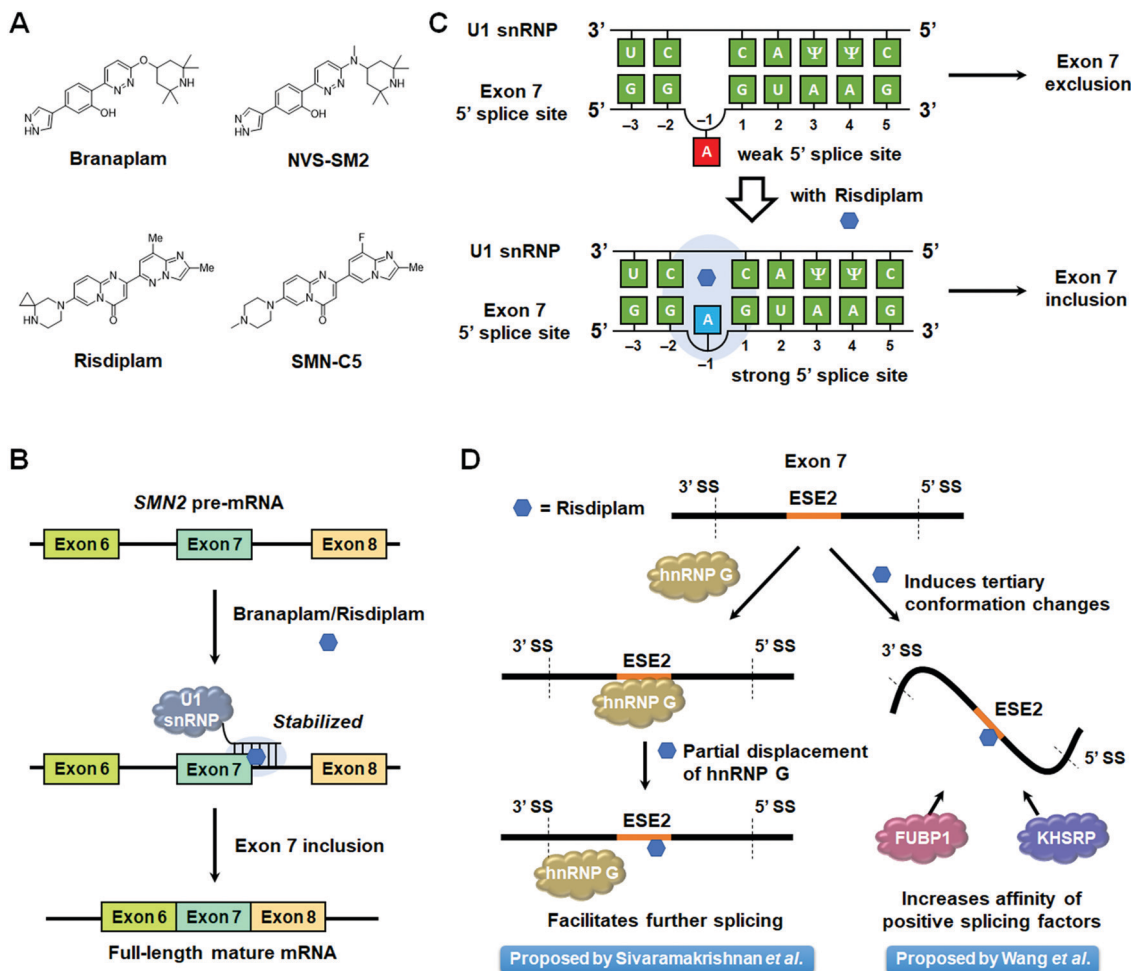 A
O
N
N
NH
OH
N
HN
Branaplam
N
N
N
NH
OH
N
HN
NVS-SM2
Me
N
N
N
Me
N
N
N
HN
O
Risdiplam
F
N
N
N
Me
N
N
N
Me
O
SMN-C5
B
SMN2 pre-mRNA
Exon 6 Exon 7 Exon 8
Branaplam/Risdiplam
U1
snRNP
Stabilized
Exon 6 Exon 7 Exon 8
Exon 7 inclusion
Exon 6 Exon 7 Exon 8
Full-length mature mRNA
C
U1 snRNP 3’ 5’
U C C A Ψ Ψ C
G G G U A A G
Exon 7
5’ splice site 5’ 3’
–3 –2 –1 1 2 3 4 5
A
weak 5’ splice site
Exon 7
exclusion
with Risdiplam
U1 snRNP 3’ 5’
U C C A Ψ Ψ C
G G A G U A A G
Exon 7
5’ splice site 5’ 3’
–3 –2 –1 1 2 3 4 5
strong 5’ splice site
Exon 7
inclusion
D
Exon 7
3’ SS 5’ SS
ESE2
= Risdiplam
hnRNP G
Induces tertiary
conformation changes
3’ SS 5’ SS
ESE2
hnRNP G
Partial displacement
of hnRNP G
3’ SS 5’ SS
ESE2
hnRNP G
Facilitates further splicing
Proposed by Sivaramakrishnan et al.
3’ SS
ESE2
5’ SS
FUBP1
KHSRP
Increases affinity of
positive splicing factors
Proposed by Wang et al.